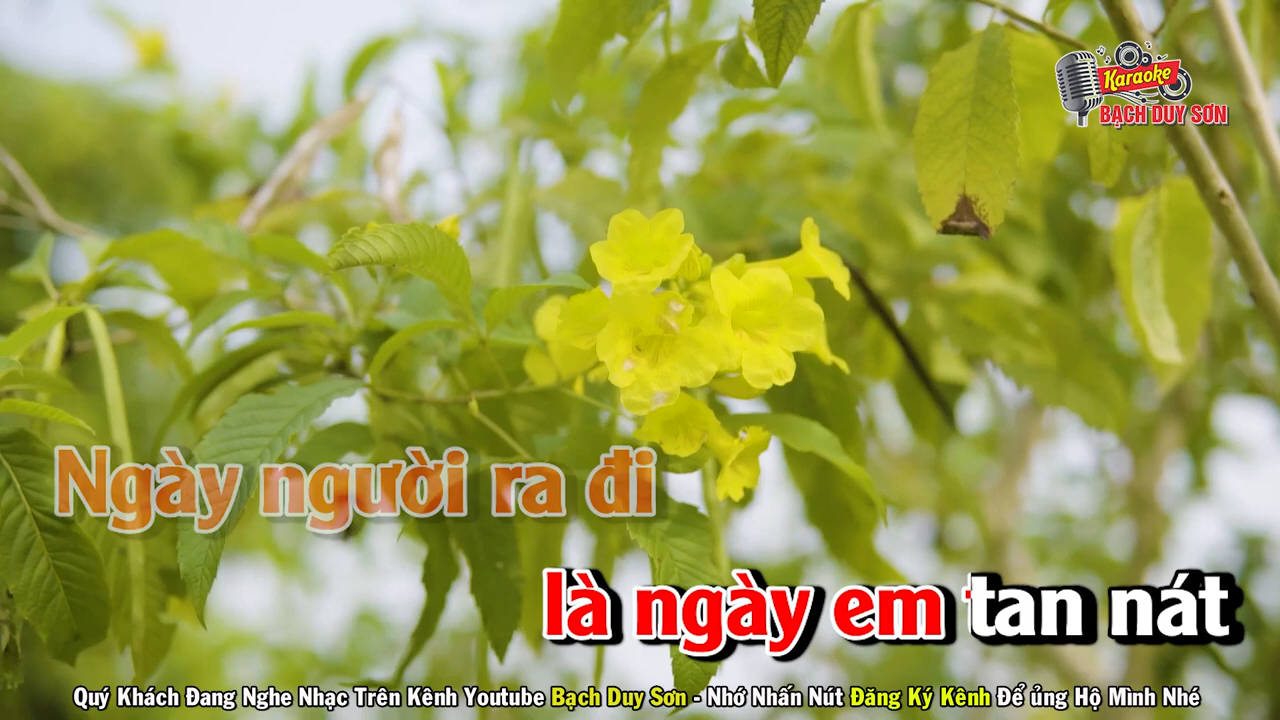 Karaoke
BẠCH DUY SƠN
Ngày người ra đi
là ngày em tan nát
Quý Khách Đang Nghe Nhạc Trên Kênh Youtube Bạch Duy Sơn - Nhớ Nhấn Nút Đăng Ký Kênh Để ủng Hộ Mình Nhé